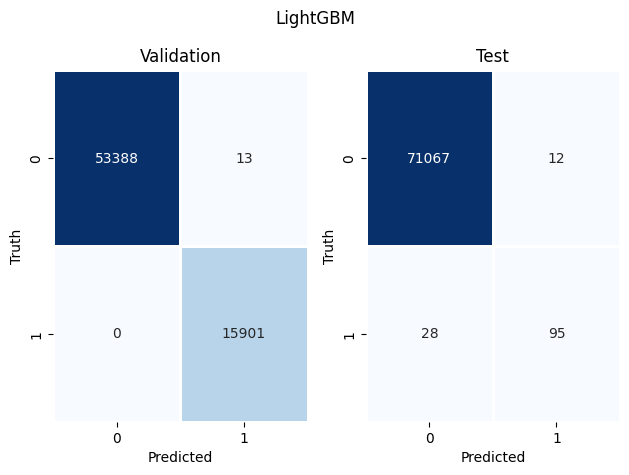 LightGBM
Validation
Test
Truth
0
53388
13
1
0
15901
0
1
Predicted
Truth
0
71067
12
1
28
95
0
1
Predicted